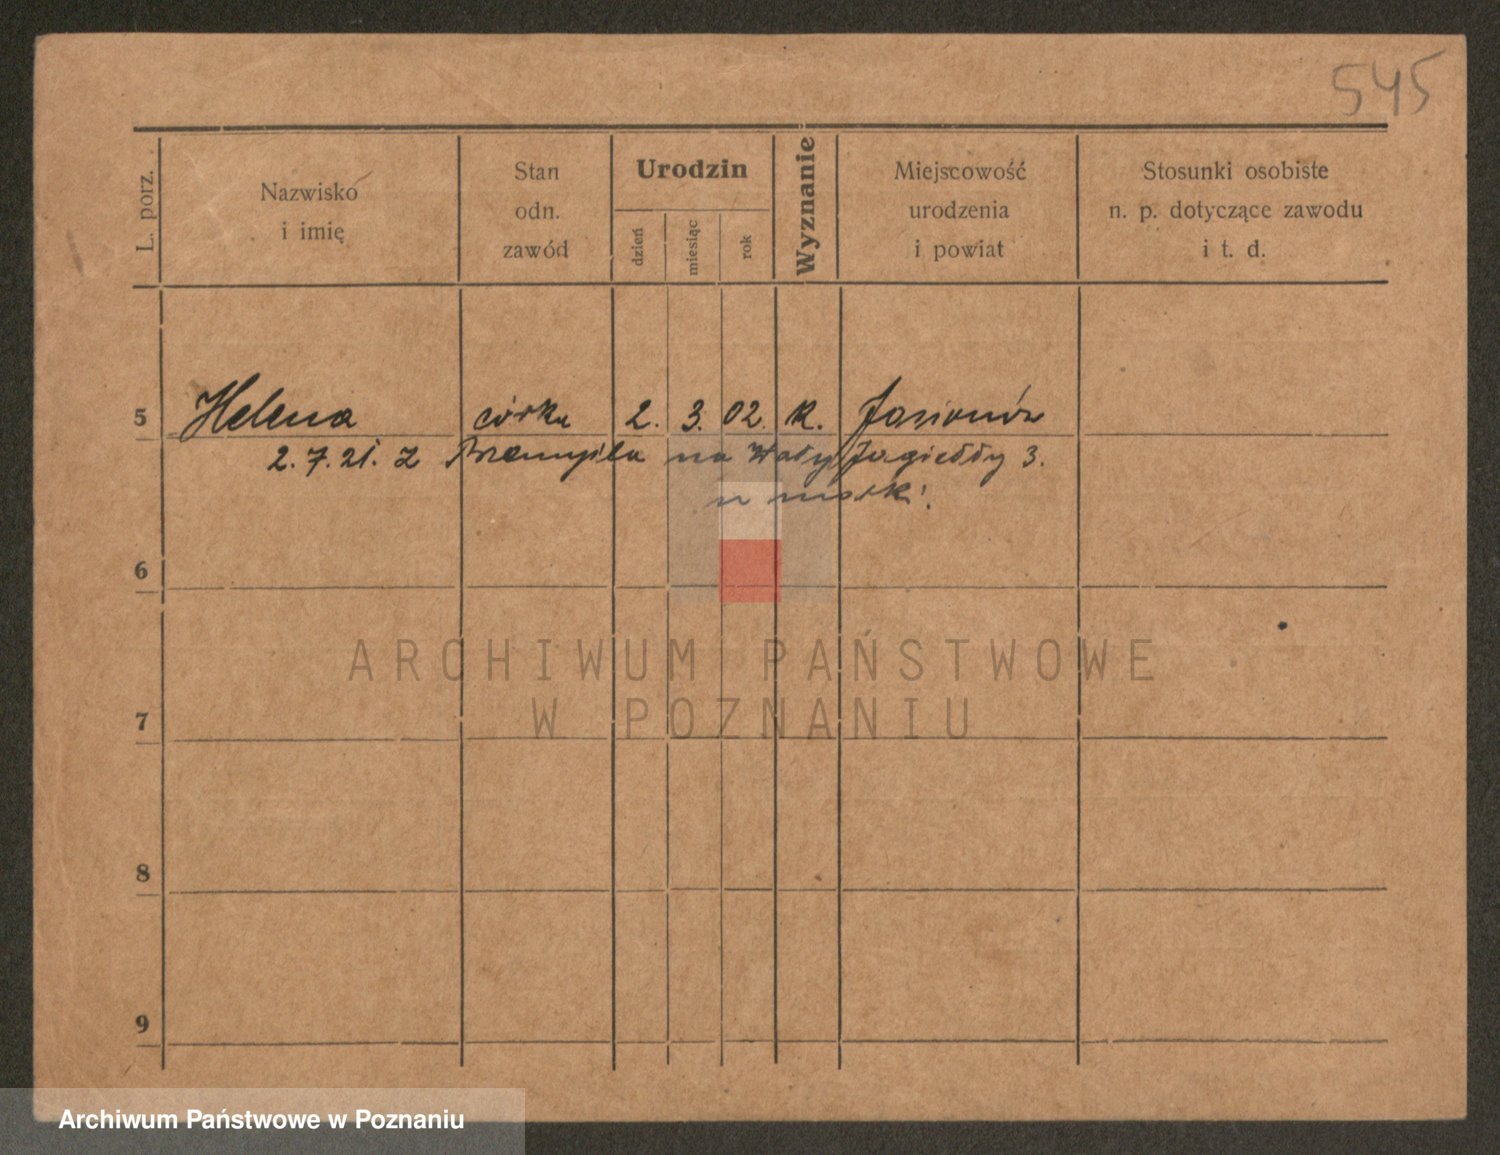 545
L. porz.
Nazwisko
i imię
Stan
odn.
zawód
Urodzin
dzień
miesiąc
rok
Wyznanie
Miejscowość
urodzenia
i powiat
Stosunki osobiste
n. p. dotyczące zawodu
i t. d.
5 Helena córka 2. 3. 02. K. Jasionów
2.7.21. Z Przemyśla na Wały Jagiełły 3.
6
7
8
9
ARCHIWUM PAŃSTWOWE
W POZNANIU
Archiwum Państwowe w Poznaniu